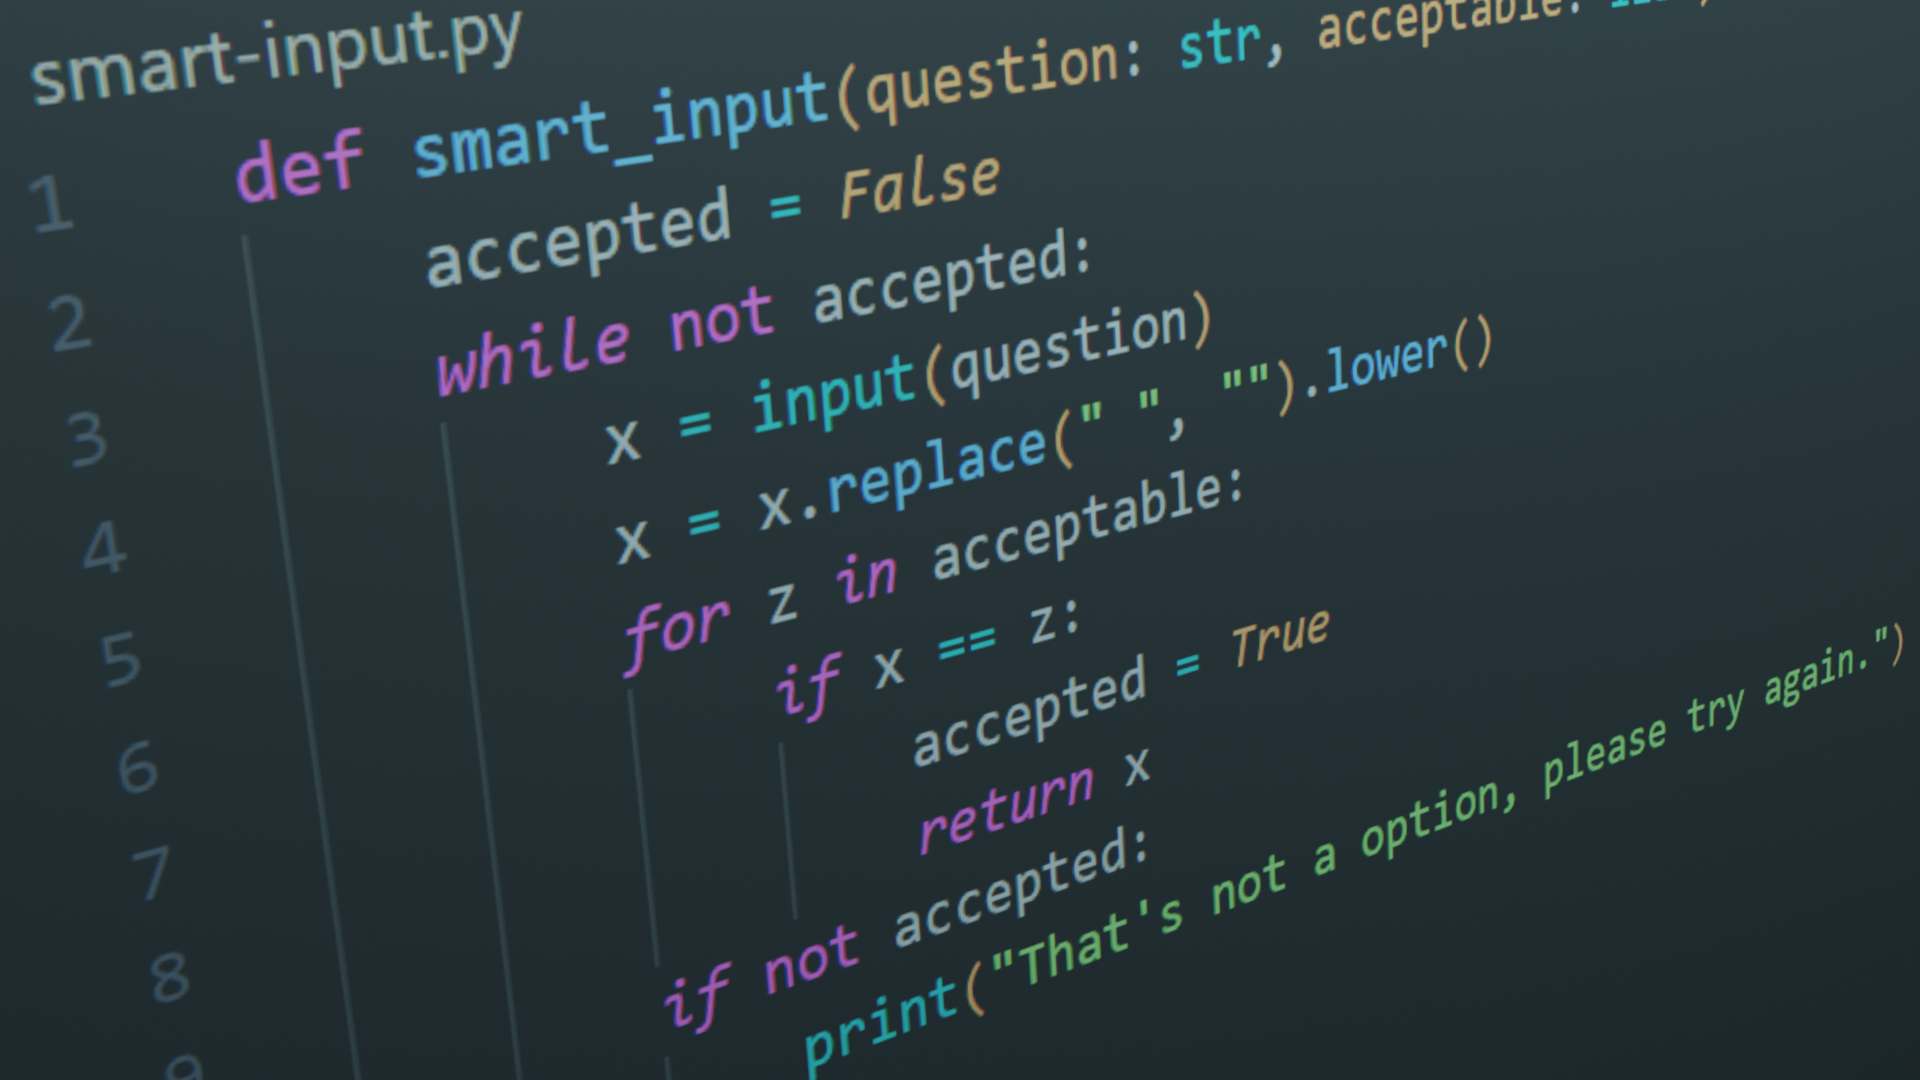 smart-input.py
1 def smart_input(question: str, acceptable:
2 accepted = False
3 while not accepted:
4 x = input(question)
5 x = x.replace(" ", "").lower()
6 for z in acceptable:
7 if x == z:
8 accepted = True
9 return x
if not accepted:
print("That's not a option, please try again.")